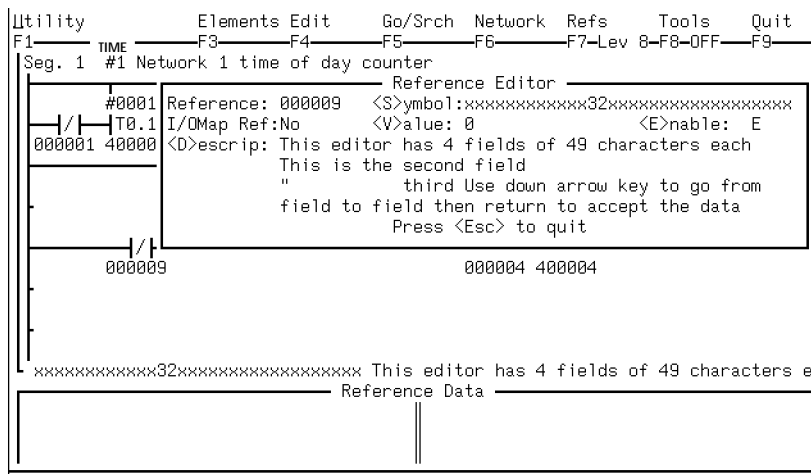 Utility Elements Edit Go/Srch Network Refs Tools Quit
F1 TIME F3 F4 F5 F6 F7-Lev 8-F8-OFF F9
Seg. 1 #1 Network 1 time of day counter
Reference Editor
#0001 Reference: 000009 <S>ymbol:xxxxxxxxxxxxx32xxxxxxxxxxxxxxxxxxx
T0.1 I/OMap Ref:No <V>alue: 0 <E>nable: E
000001 40000 <D>escrip: This editor has 4 fields of 49 characters each
This is the second field
" third Use down arrow key to go from
field to field then return to accept the data
Press <Esc> to quit
000009 000004 400004
xxxxxxxxxxxxx32xxxxxxxxxxxxxxxxxxx This editor has 4 fields of 49 characters e
Reference Data